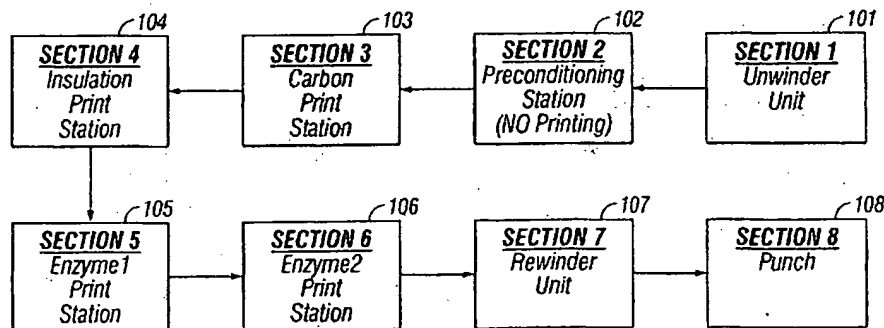 104
SECTION 4
Insulation
Print
Station
103
SECTION 3
Carbon
Print
Station
102
SECTION 2
Preconditioning
Station
(NO Printing)
101
SECTION 1
Unwinder
Unit
105
SECTION 5
Enzyme1
Print
Station
106
SECTION 6
Enzyme2
Print
Station
107
SECTION 7
Rewinder
Unit
108
SECTION 8
Punch